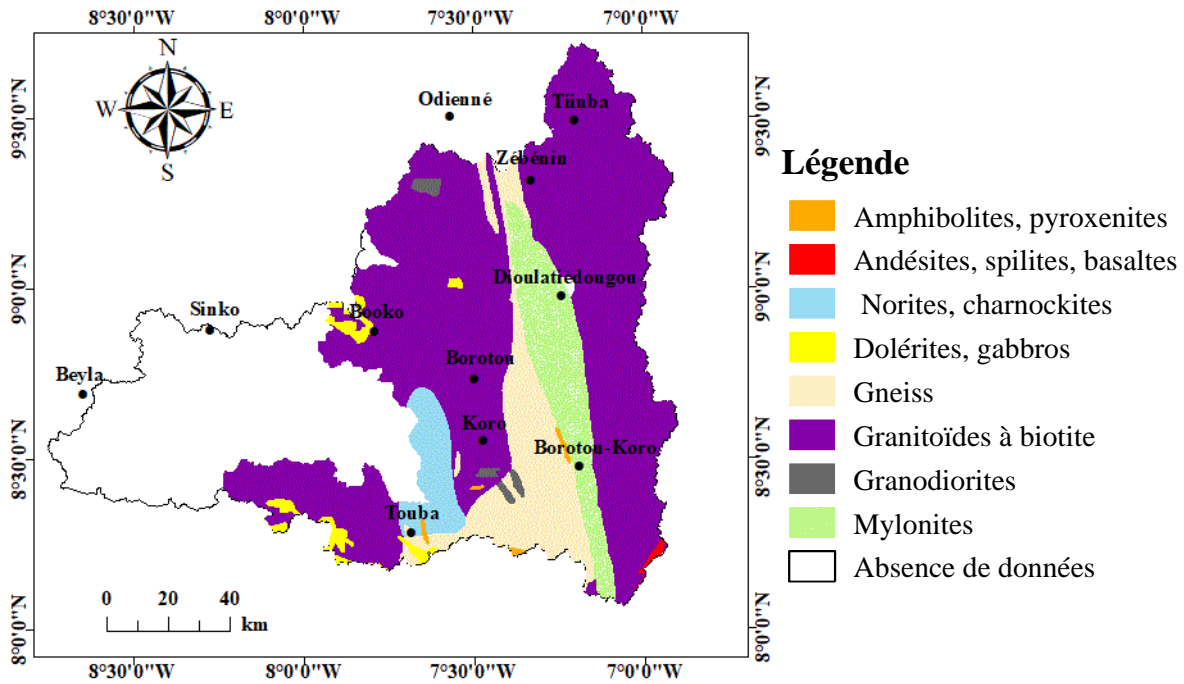 8°30'0"W 8°0'0"W 7°30'0"W 7°0'0"W
N
W E
S
9°30'0"N
9°0'0"N
8°30'0"N
8°0'0"N
9°30'0"N
9°0'0"N
8°30'0"N
8°0'0"N
Odienné
Tiinba
Zébénin
Dioulatièdougou
Sinko
Booko
Beyla
Borotou
Koro
Borotou-Koro
Touba
0 20 40
km
8°30'0"W 8°0'0"W 7°30'0"W 7°0'0"W
Légende
Amphibolites, pyroxenites
Andésites, spilites, basaltes
Norites, charnockites
Dolérites, gabbros
Gneiss
Granitoïdes à biotite
Granodiorites
Mylonites
Absence de données